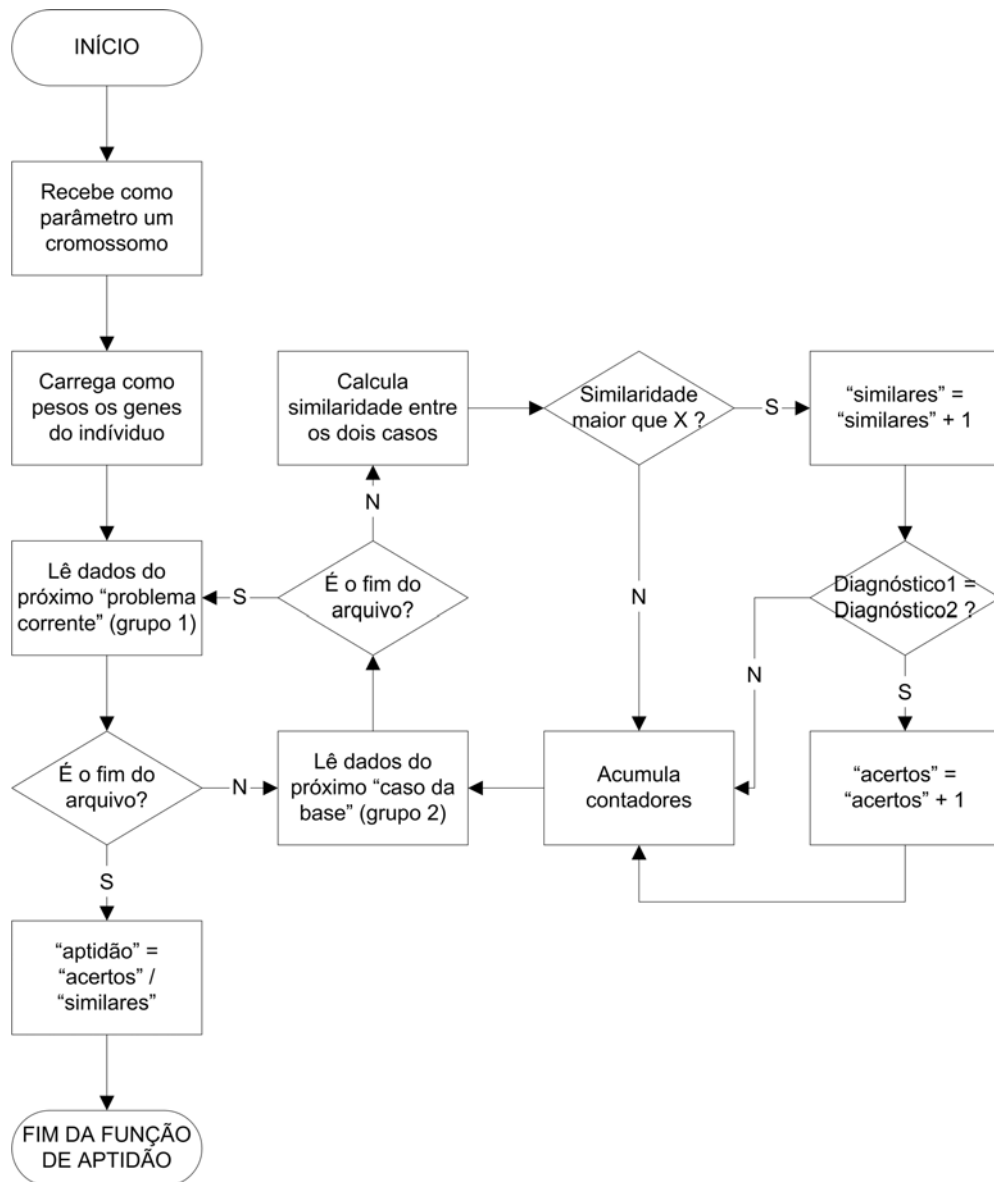 INÍCIO
Recebe como
parâmetro um
cromossomo
Carrega como
pesos os genes
do indíviduo
Calcula
similaridade entre
os dois casos
Similaridade
maior que X ?
S
“similares” =
“similares” + 1
N
N
Lê dados do
próximo “problema
corrente” (grupo 1)
S
É o fim do
arquivo?
Diagnóstico1 =
Diagnóstico2 ?
N
S
É o fim do
arquivo?
N
Lê dados do
próximo “caso da
base” (grupo 2)
Acumula
contadores
“acertos” =
“acertos” + 1
S
“aptidão” =
“acertos” /
“similares”
FIM DA FUNÇÃO
DE APTIDÃO